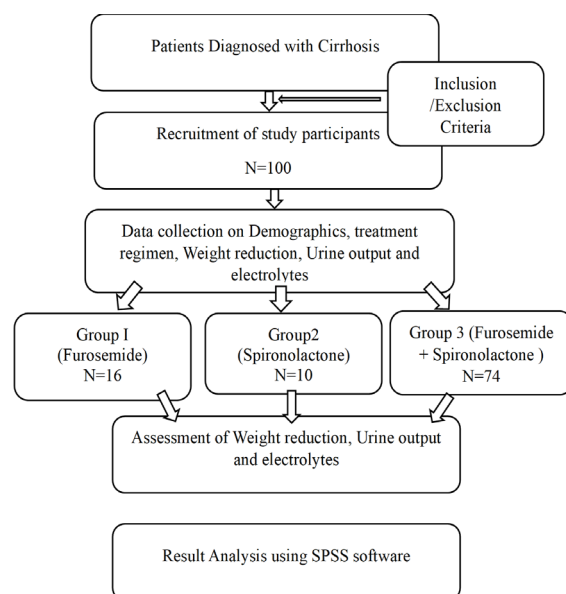 Patients Diagnosed with Cirrhosis
Inclusion
/Exclusion
Criteria
Recruitment of study participants
N=100
Data collection on Demographics, treatment
regimen, Weight reduction, Urine output and
electrolytes
Group I
(Furosemide)
N=16
Group2
(Spironolactone)
N=10
Group 3 (Furosemide
+ Spironolactone )
N=74
Assessment of Weight reduction, Urine output
and electrolytes
Result Analysis using SPSS software